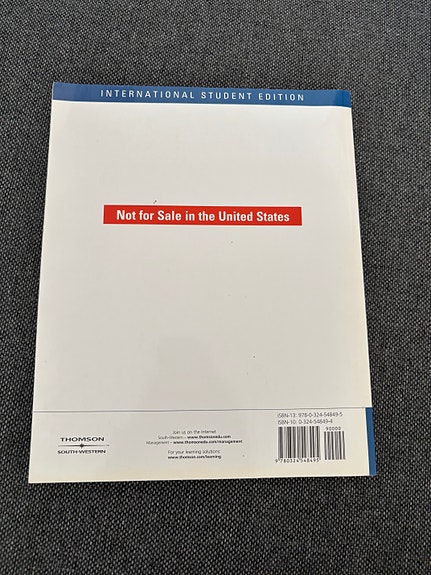 INTERNATIONAL STUDENT EDITION
Not for Sale in the United States
ISBN-13: 978-0-324-54849-5
ISBN-10: 0-324-54849-4
90000
9 780324 548495
THOMSON
SOUTH-WESTERN
Join us on the Internet
South-Western – www.thomsonedu.com
Management – www.thomsonedu.com/management
For your learning solutions:
www.thomson.com/learning